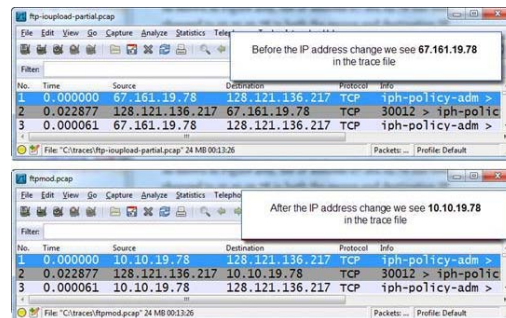 ftp-ioupload-partial.pcap
File Edit View Go Capture Analyze Statistics
Before the IP address change we see 67.161.19.78
in the trace file
Filter:
No. Time Source Destination Protocol Info
1 0.000000 67.161.19.78 128.121.136.217 TCP iph-policy-adm >
2 0.022877 128.121.136.217 67.161.19.78 TCP 30012 > iph-polic
3 0.000061 67.161.19.78 128.121.136.217 TCP iph-policy-adm >
File: "C:\traces\ftp-ioupload-partial.pcap" 24 MB 00:13:26 Packets: ... Profile: Default
ftpmod.pcap
File Edit View Go Capture Analyze Statistics Telepho
After the IP address change we see 10.10.19.78
in the trace file
Filter:
No. Time Source Destination Protocol Info
1 0.000000 10.10.19.78 128.121.136.217 TCP iph-policy-adm >
2 0.022877 128.121.136.217 10.10.19.78 TCP 30012 > iph-polic
3 0.000061 10.10.19.78 128.121.136.217 TCP iph-policy-adm >
File: "C:\traces\ftpmod.pcap" 24 MB 00:13:26 Packets: ... Profile: Default